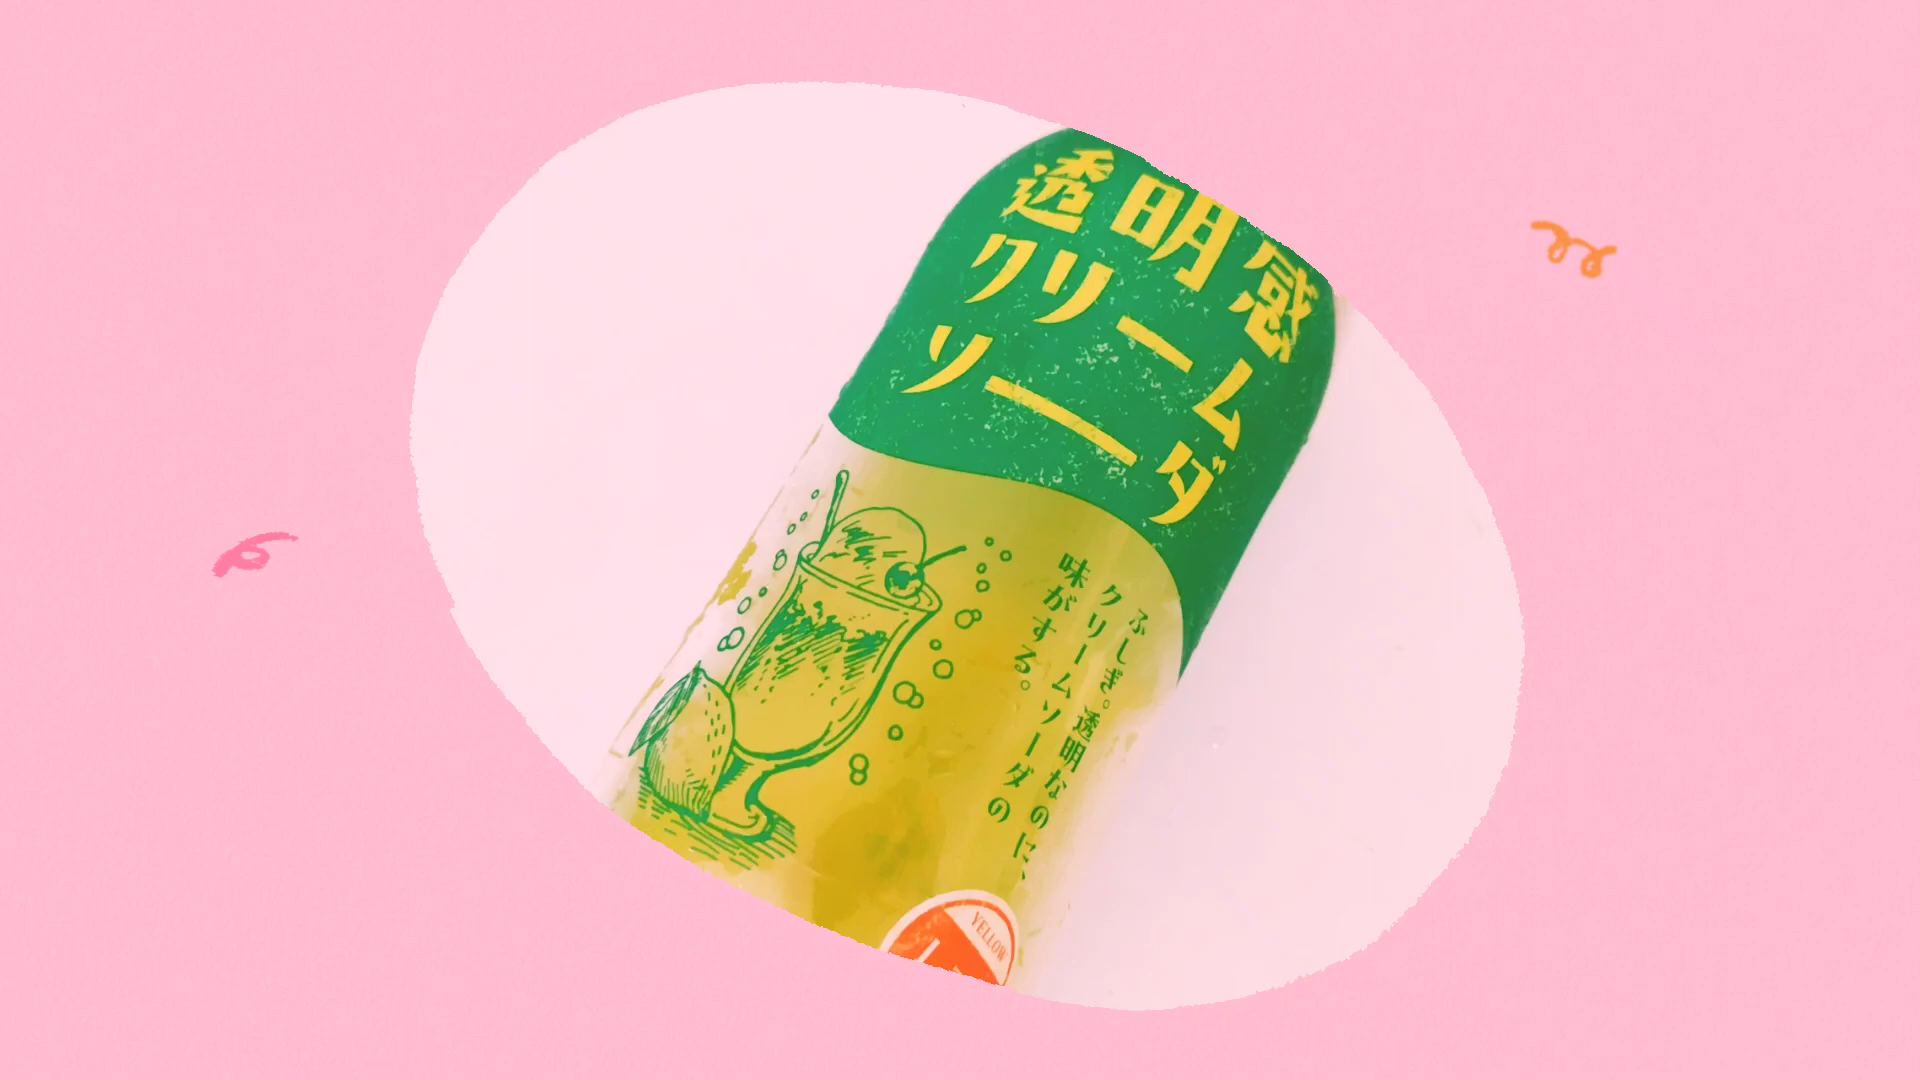 透明感
クリーム
ソーダ
ふしぎ。透明なのに、
クリームソーダの
味がする。
YELLOW